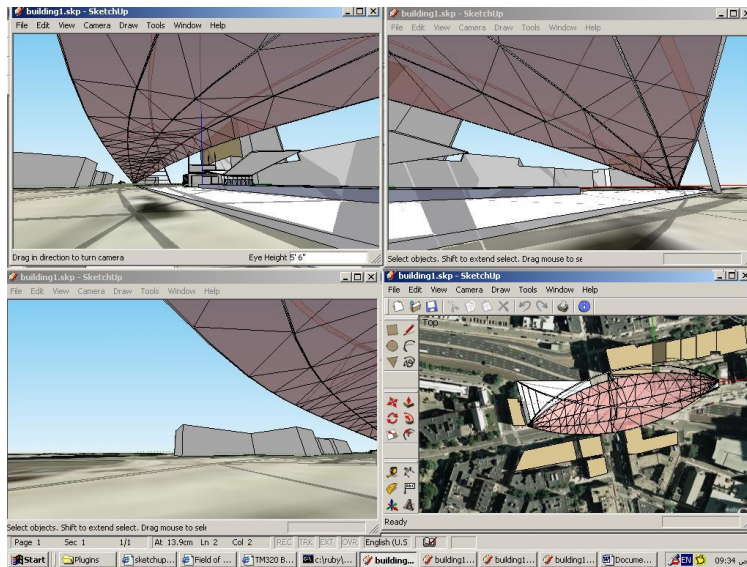 building1.skp - SketchUp
File Edit View Camera Draw Tools Window Help
Drag in direction to turn camera
Eye Height 5' 6"
building1.skp - SketchUp
File Edit View Camera Draw Tools Window Help
Select objects. Shift to extend select. Drag mouse to se
building1.skp - SketchUp
File Edit View Camera Draw Tools Window Help
Select objects. Shift to extend select. Drag mouse to sele
building1.skp - SketchUp
File Edit View Camera Draw Tools Window Help
Top
Ready
Page 1 Sec 1 1/1 At 13.9cm Ln 2 Col 2 REC TRK EXT OVR English (U.S
Start Plugins sketchup... Field of ... TM320 B... c:\ruby\... building... building1... building1... building1... Docume... EN 09:34 ص